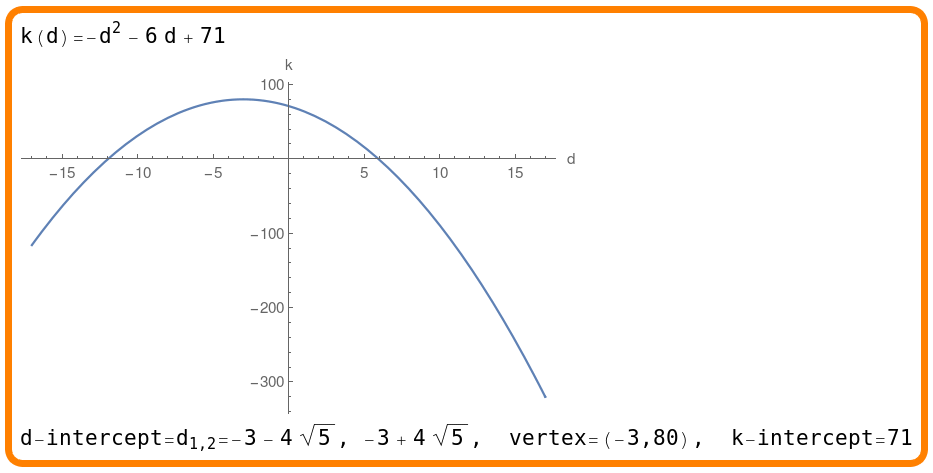 k(d)=-d² - 6 d + 71
k
100
-15 -10 -5 5 10 15 d
-100
-200
-300
d-intercept=d₁,₂=-3 - 4 √5, -3 + 4 √5, vertex=(-3,80), k-intercept=71